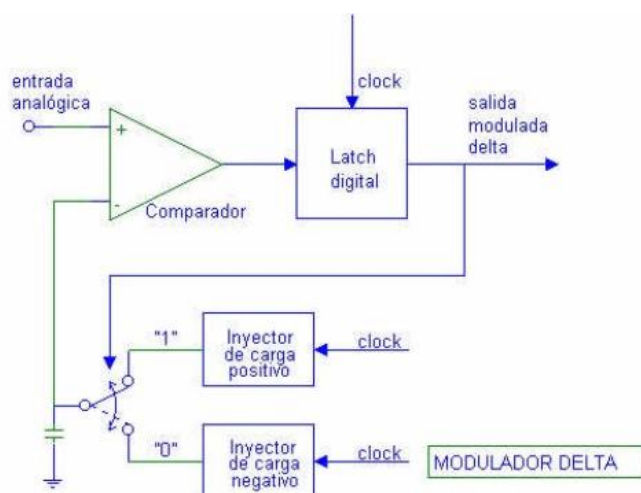 clock
entrada
analógica
salida
modulada
delta
+
Latch
digital
-
Comparador
"1"
Inyector
de carga
positivo
clock
"0"
Inyector
de carga
negativo
clock
MODULADOR DELTA